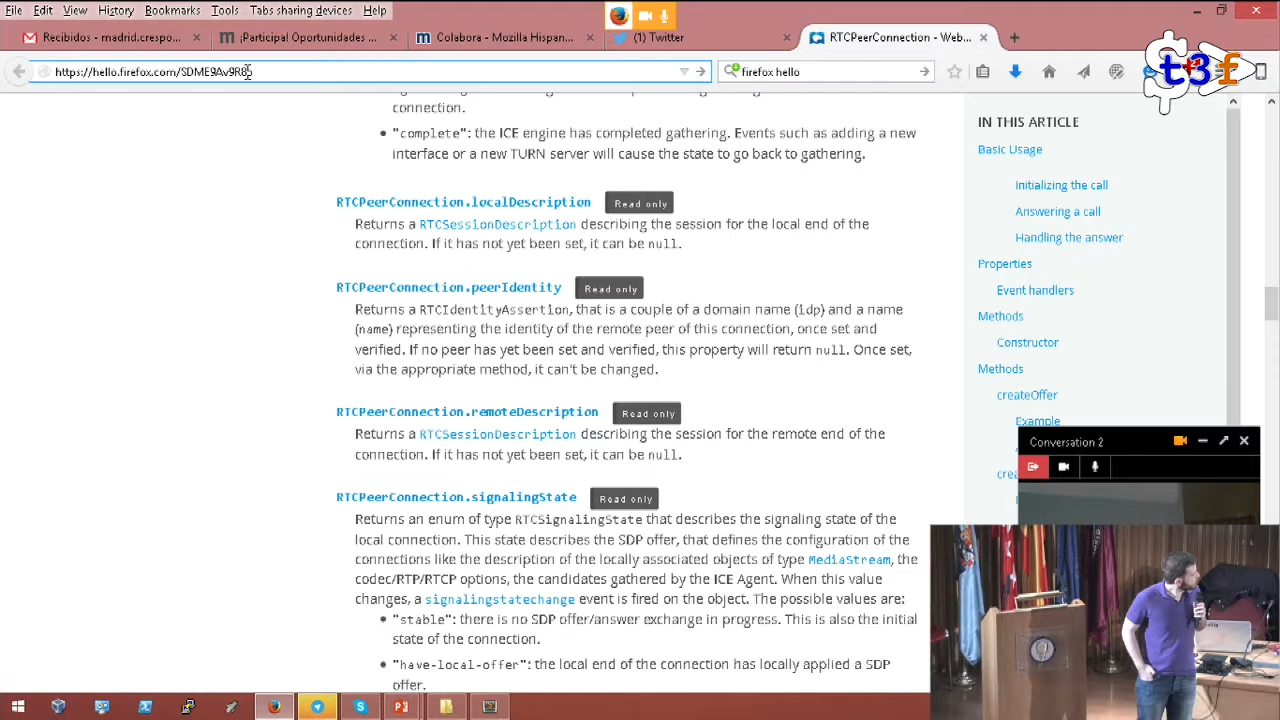 File Edit View History Bookmarks Tools Tabs sharing devices Help
Recibidos - madrid.crespo...
¡Participa! Oportunidades ...
Colabora - Mozilla Hispan...
(1) Twitter
RTCPeerConnection - Web...
firefox hello
t3f
connection.
"complete": the ICE engine has completed gathering. Events such as adding a new
interface or a new TURN server will cause the state to go back to gathering.
RTCPeerConnection.localDescription Read only
Returns a RTCSessionDescription describing the session for the local end of the
connection. If it has not yet been set, it can be null.
RTCPeerConnection.peerIdentity Read only
Returns a RTCIdentityAssertion, that is a couple of a domain name (idp) and a name
(name) representing the identity of the remote peer of this connection, once set and
verified. If no peer has yet been set and verified, this property will return null. Once set,
via the appropriate method, it can't be changed.
RTCPeerConnection.remoteDescription Read only
Returns a RTCSessionDescription describing the session for the remote end of the
connection. If it has not yet been set, it can be null.
RTCPeerConnection.signalingState Read only
Returns an enum of type RTCSignalingState that describes the signaling state of the
local connection. This state describes the SDP offer, that defines the configuration of the
connections like the description of the locally associated objects of type MediaStream, the
codec/RTP/RTCP options, the candidates gathered by the ICE Agent. When this value
changes, a signalingstatechange event is fired on the object. The possible values are:
"stable": there is no SDP offer/answer exchange in progress. This is also the initial
state of the connection.
"have-local-offer": the local end of the connection has locally applied a SDP
offer.
IN THIS ARTICLE
Basic Usage
Initializing the call
Answering a call
Handling the answer
Properties
Event handlers
Methods
Constructor
Methods
createOffer
Example
Conversation 2